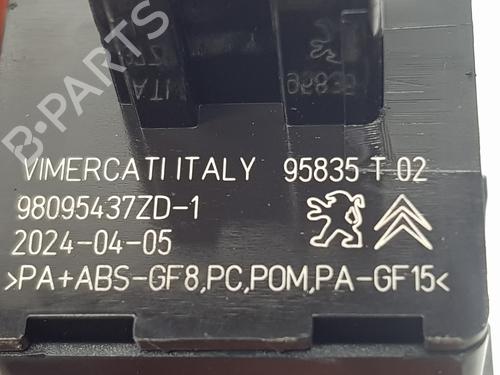 VIMERCATI ITALY 95835 T 02
98095437ZD-1
2024-04-05
>PA+ABS-GF8,PC,POM,PA-GF15<
B-PARTS